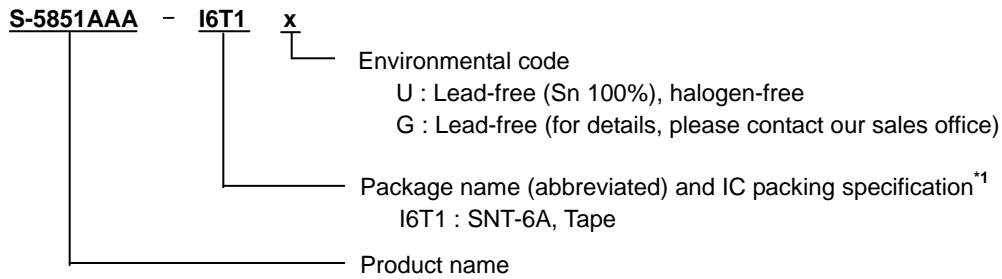 S-5851AAA - I6T1 x
Environmental code
U : Lead-free (Sn 100%), halogen-free
G : Lead-free (for details, please contact our sales office)
Package name (abbreviated) and IC packing specification*1
I6T1 : SNT-6A, Tape
Product name